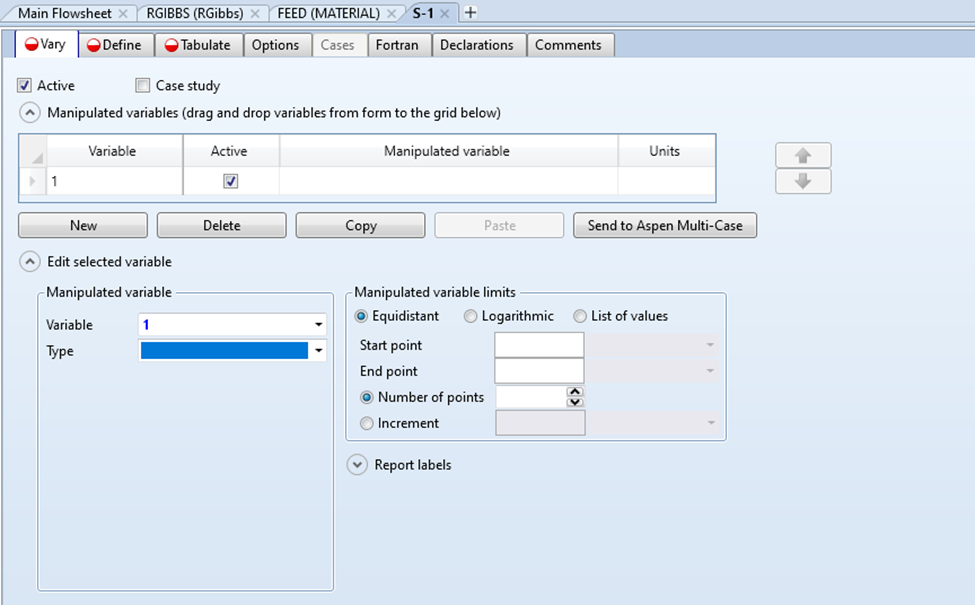 Main Flowsheet RGIBBS (RGibbs) FEED (MATERIAL) S-1
Vary Define Tabulate Options Cases Fortran Declarations Comments
Active Case study
Manipulated variables (drag and drop variables from form to the grid below)
Variable Active Manipulated variable Units
1
New Delete Copy Paste Send to Aspen Multi-Case
Edit selected variable
Manipulated variable
Variable 1
Type
Manipulated variable limits
Equidistant Logarithmic List of values
Start point
End point
Number of points
Increment
Report labels